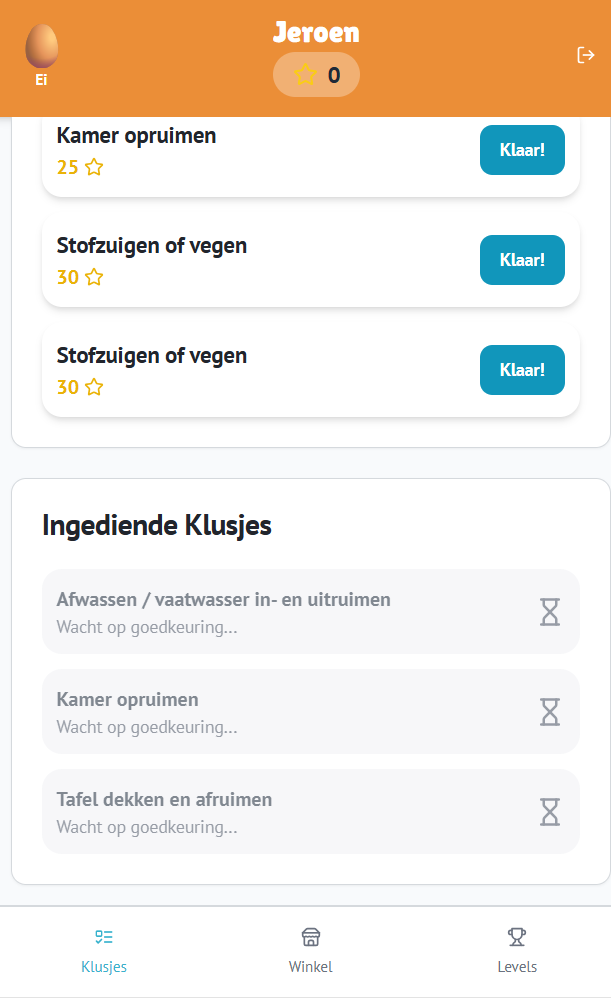 Jeroen
Ei
0
Kamer opruimen
25
Klaar!
Stofzuigen of vegen
30
Klaar!
Stofzuigen of vegen
30
Klaar!
Ingediende Klusjes
Afwassen / vaatwasser in- en uitruimen
Wacht op goedkeuring...
Kamer opruimen
Wacht op goedkeuring...
Tafel dekken en afruimen
Wacht op goedkeuring...
Klusjes
Winkel
Levels